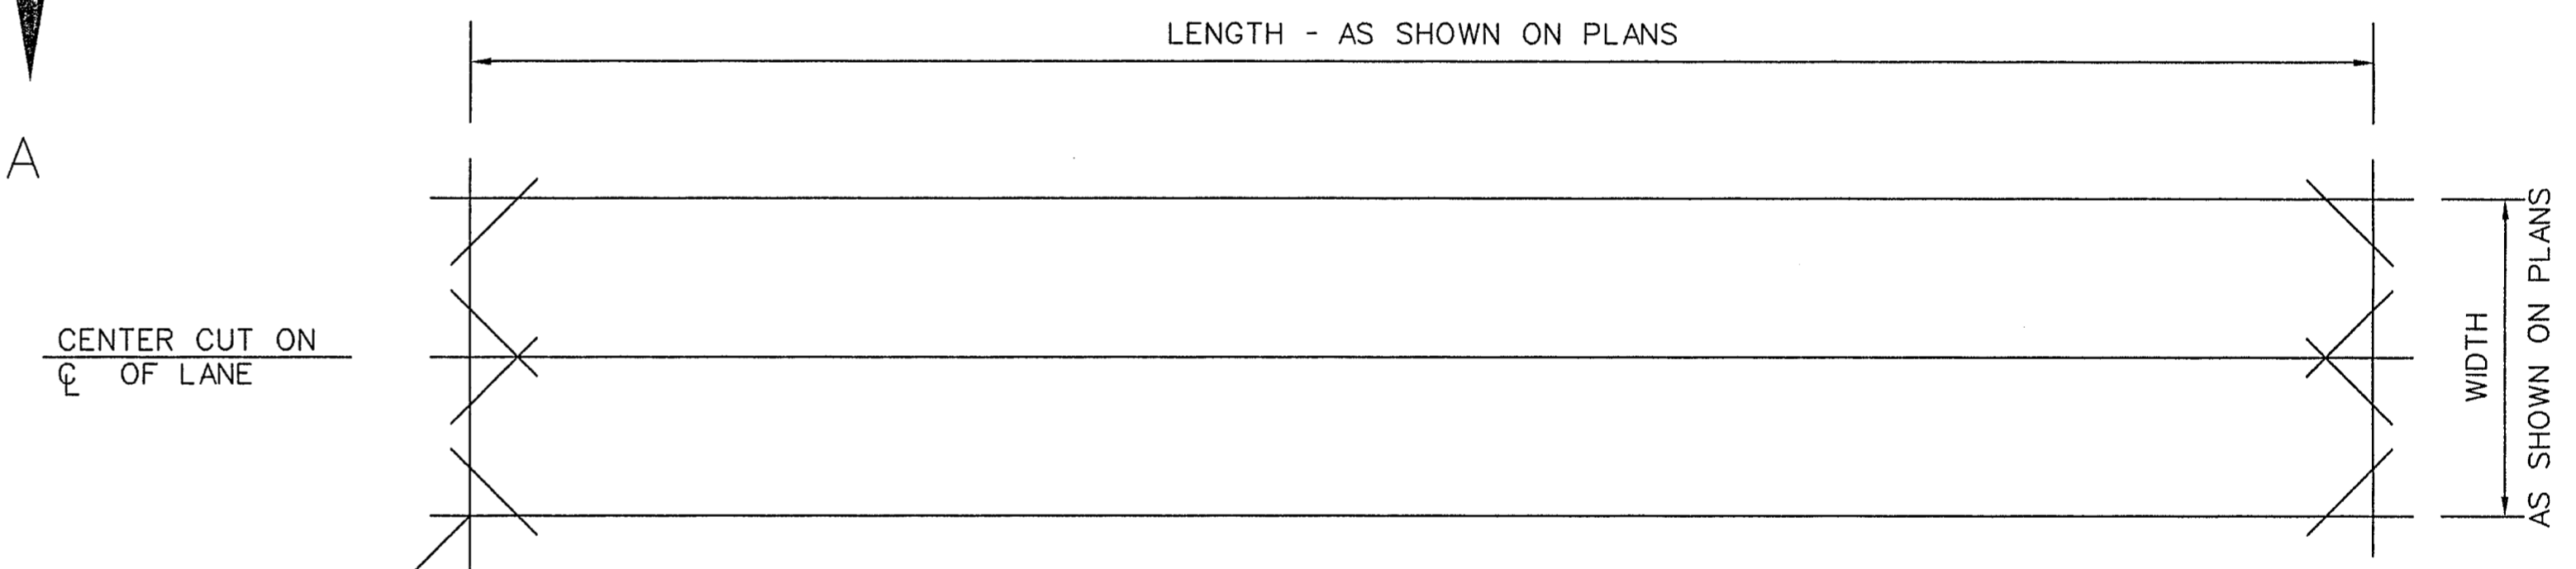 LENGTH - AS SHOWN ON PLANS
A
CENTER CUT ON
℄ OF LANE
WIDTH
AS SHOWN ON PLANS